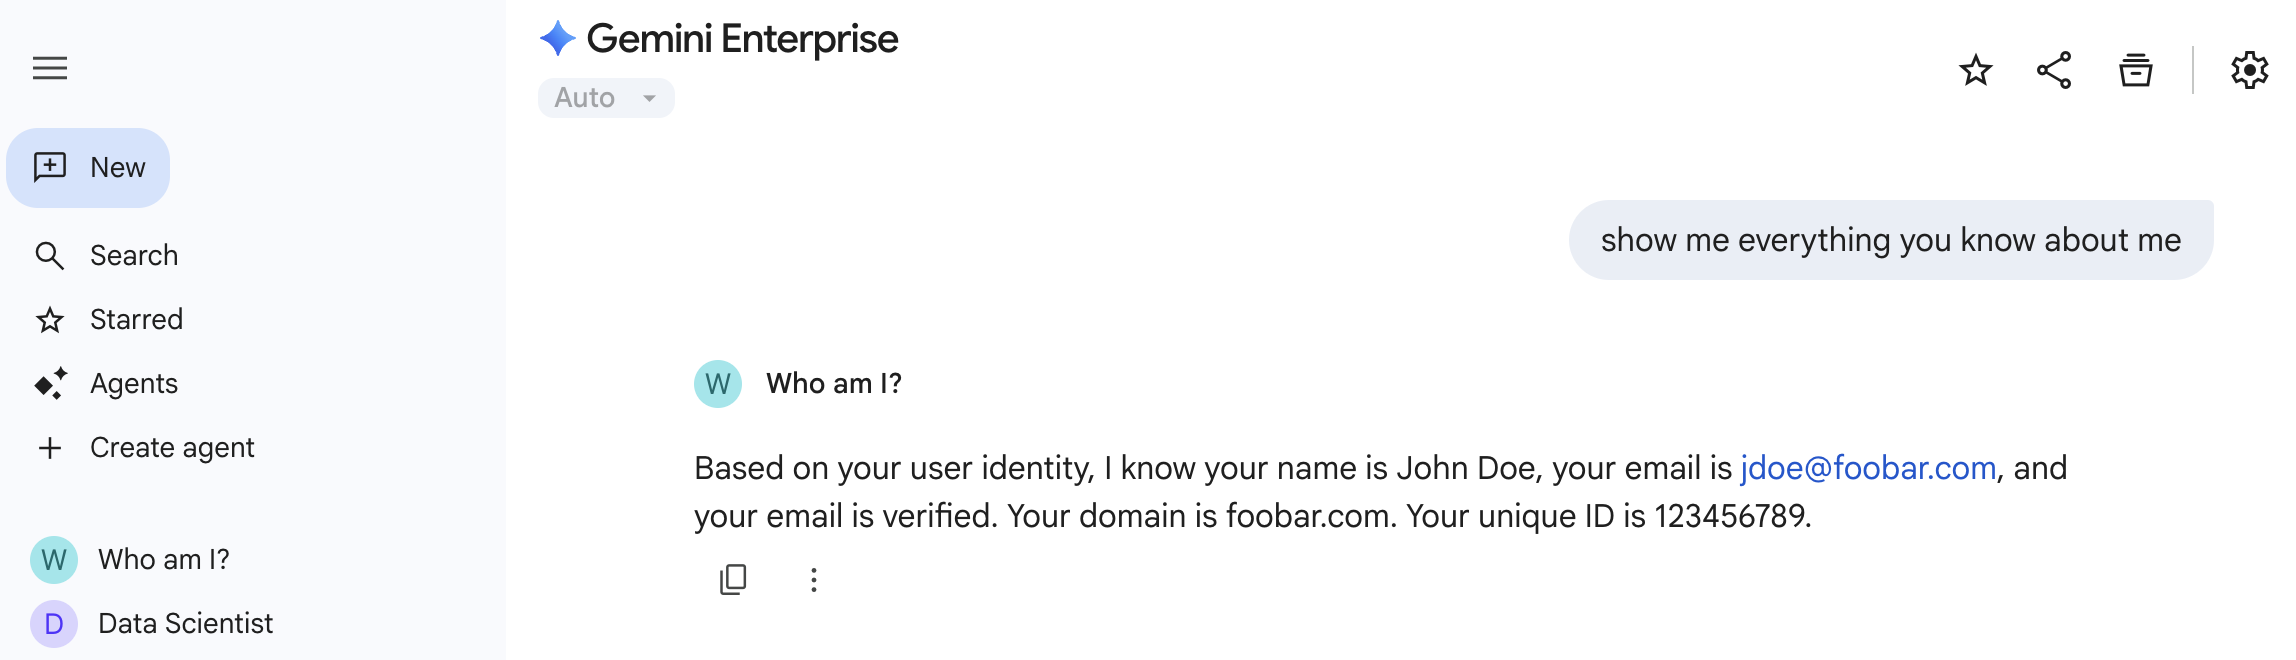 Gemini Enterprise
Auto
New
Search
Starred
Agents
Create agent
W Who am I?
D Data Scientist
show me everything you know about me
W Who am I?
Based on your user identity, I know your name is John Doe, your email is jdoe@foobar.com, and
your email is verified. Your domain is foobar.com. Your unique ID is 123456789.